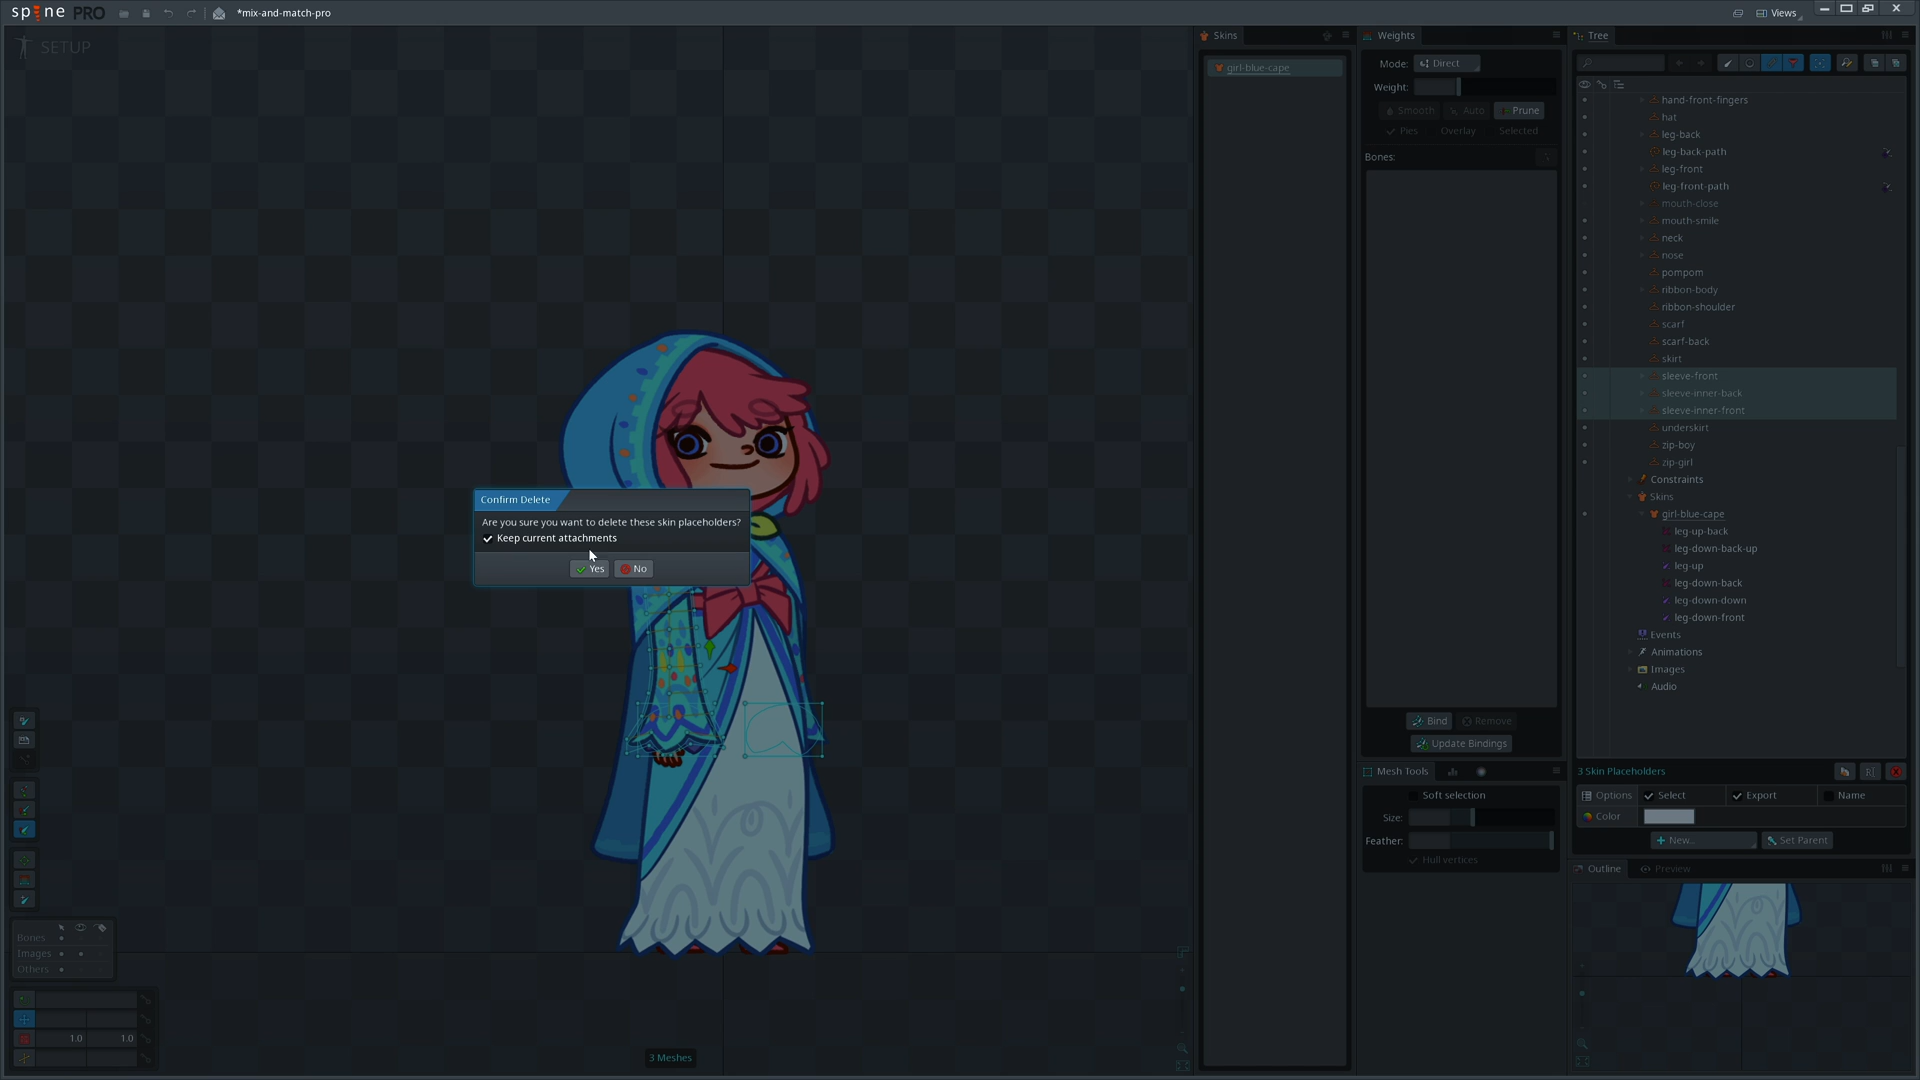 spine PRO
*mix-and-match-pro
Views
SETUP
Skins
girl-blue-cape
Weights
Mode: Direct
Weight:
Smooth Auto Prune
Pies Overlay Selected
Bones:
Bind Remove
Update Bindings
Mesh Tools
Soft selection
Size:
Feather:
Hull vertices
Tree
hand-front-fingers
hat
leg-back
leg-back-path
leg-front
leg-front-path
mouth-close
mouth-smile
neck
nose
pompom
ribbon-body
ribbon-shoulder
scarf
scarf-back
skirt
sleeve-front
sleeve-inner-back
sleeve-inner-front
underskirt
zip-boy
zip-girl
Constraints
Skins
girl-blue-cape
leg-up-back
leg-down-back-up
leg-up
leg-down-back
leg-down-down
leg-down-front
Events
Animations
Images
Audio
3 Skin Placeholders
Options Select Export Name
Color
New... Set Parent
Outline Preview
Confirm Delete
Are you sure you want to delete these skin placeholders?
Keep current attachments
Yes No
Bones
Images
Others
1.0 1.0
3 Meshes